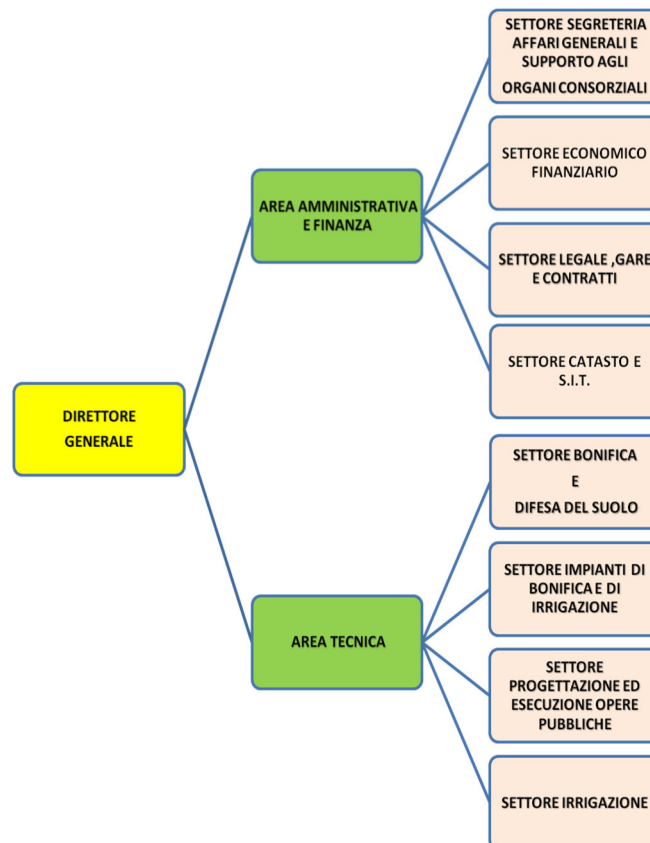 SETTORE SEGRETERIA
AFFARI GENERALI E
SUPPORTO AGLI
ORGANI CONSORZIALI
SETTORE ECONOMICO
FINANZIARIO
AREA AMMINISTRATIVA
E FINANZA
SETTORE LEGALE ,GARE
E CONTRATTI
SETTORE CATASTO E
S.I.T.
DIRETTORE
GENERALE
SETTORE BONIFICA
E
DIFESA DEL SUOLO
SETTORE IMPIANTI DI
BONIFICA E DI
IRRIGAZIONE
AREA TECNICA
SETTORE
PROGETTAZIONE ED
ESECUZIONE OPERE
PUBBLICHE
SETTORE IRRIGAZIONE